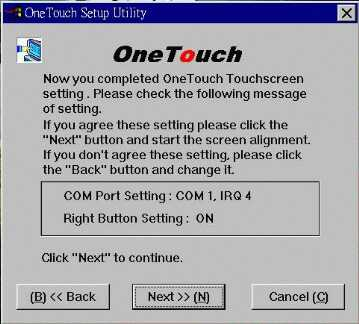 OneTouch Setup Utility
OneTouch
Now you completed OneTouch Touchscreen
setting . Please check the following message
of setting.
If you agree these setting please click the
"Next" button and start the screen alignment.
If you don't agree these setting, please click
the "Back" button and change it.
COM Port Setting : COM 1, IRQ 4
Right Button Setting : ON
Click "Next" to continue.
(B) << Back Next >> (N) Cancel (C)